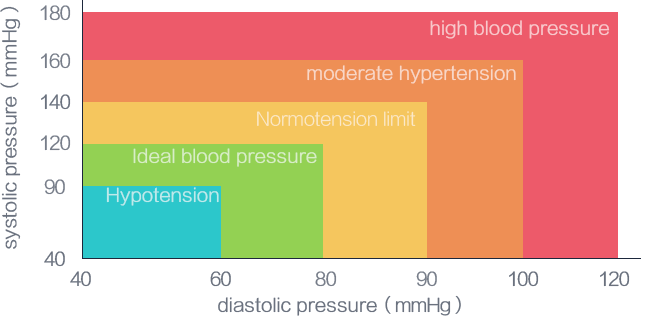 180
high blood pressure
160
moderate hypertension
140
Normotension limit
120
Ideal blood pressure
90
Hypotension
40
systolic pressure ( mmHg )
40 60 80 90 100 120
diastolic pressure ( mmHg )